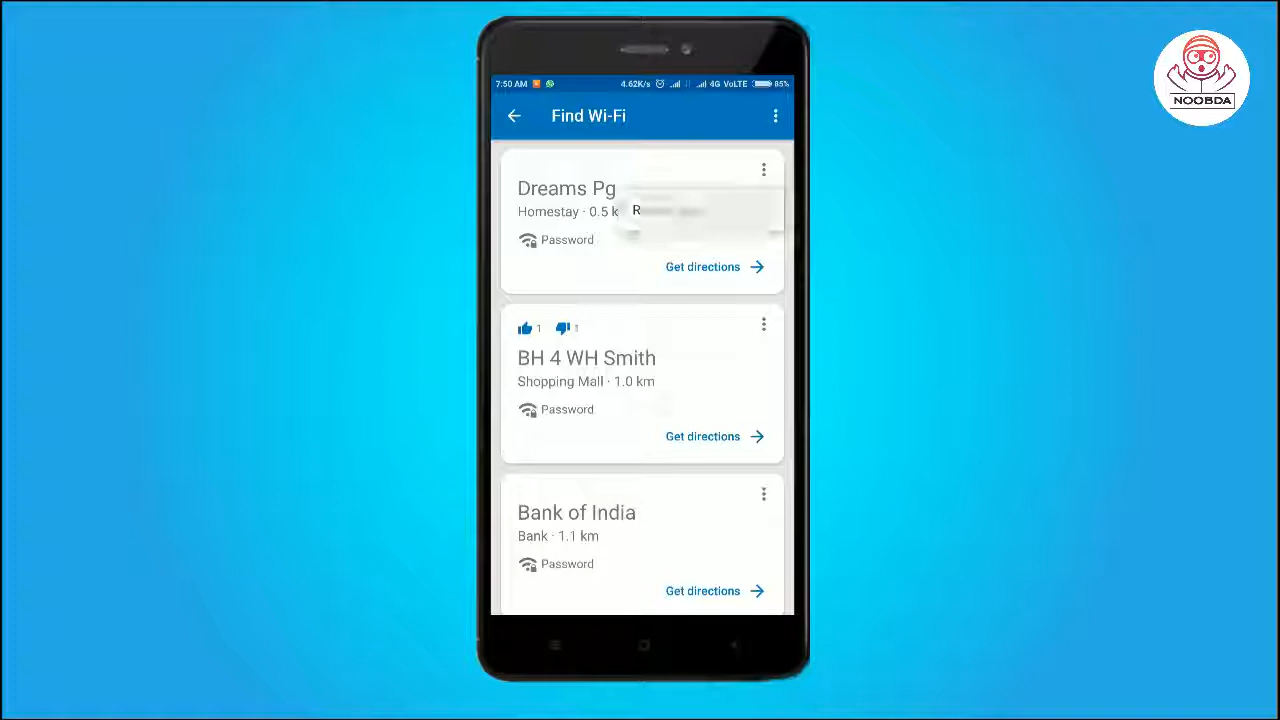 NOOBDA
7:50 AM 4.62K/s 4G VoLTE 85%
Find Wi-Fi
Dreams Pg
Homestay · 0.5 k
Password
Get directions
1 1
BH 4 WH Smith
Shopping Mall · 1.0 km
Password
Get directions
Bank of India
Bank · 1.1 km
Password
Get directions